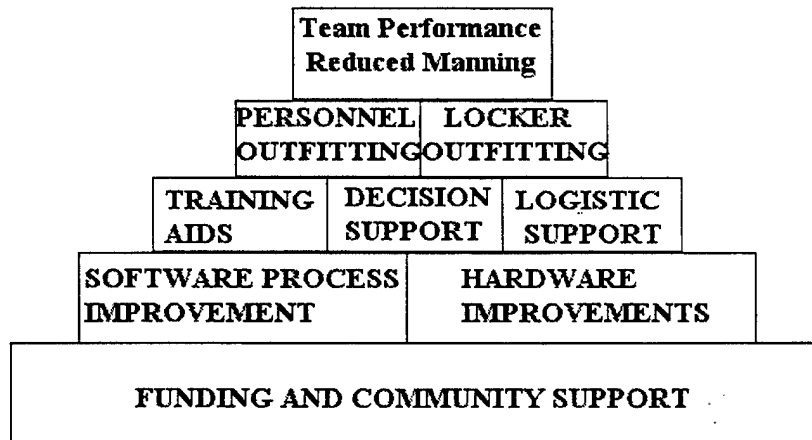 Team Performance
Reduced Manning
PERSONNEL
OUTFITTING
LOCKER
OUTFITTING
TRAINING
AIDS
DECISION
SUPPORT
LOGISTIC
SUPPORT
SOFTWARE PROCESS
IMPROVEMENT
HARDWARE
IMPROVEMENTS
FUNDING AND COMMUNITY SUPPORT